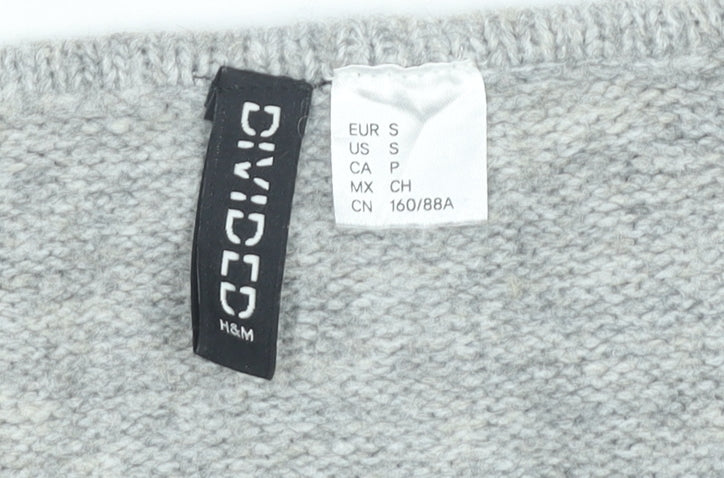 DIVIDED
H&M
EUR S
US S
CA P
MX CH
CN 160/88A